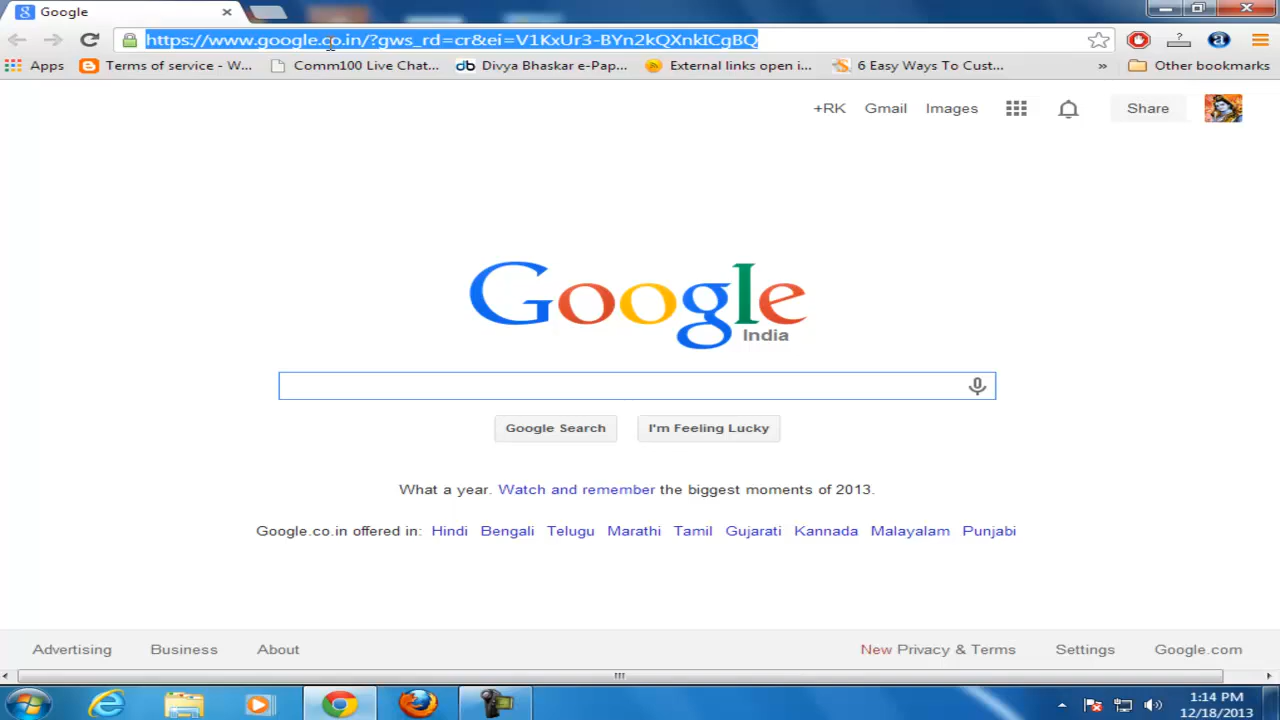 Google
https://www.google.co.in/?gws_rd=cr&ei=V1KxUr3-BYn2kQXnkICgBQ
Apps Terms of service - W... Comm100 Live Chat... Divya Bhaskar e-Pap... External links open i... 6 Easy Ways To Cust... » Other bookmarks
+RK Gmail Images Share
Google
India
Google Search I'm Feeling Lucky
What a year. Watch and remember the biggest moments of 2013.
Google.co.in offered in: Hindi Bengali Telugu Marathi Tamil Gujarati Kannada Malayalam Punjabi
Advertising Business About New Privacy & Terms Settings Google.com
1:14 PM
12/18/2013